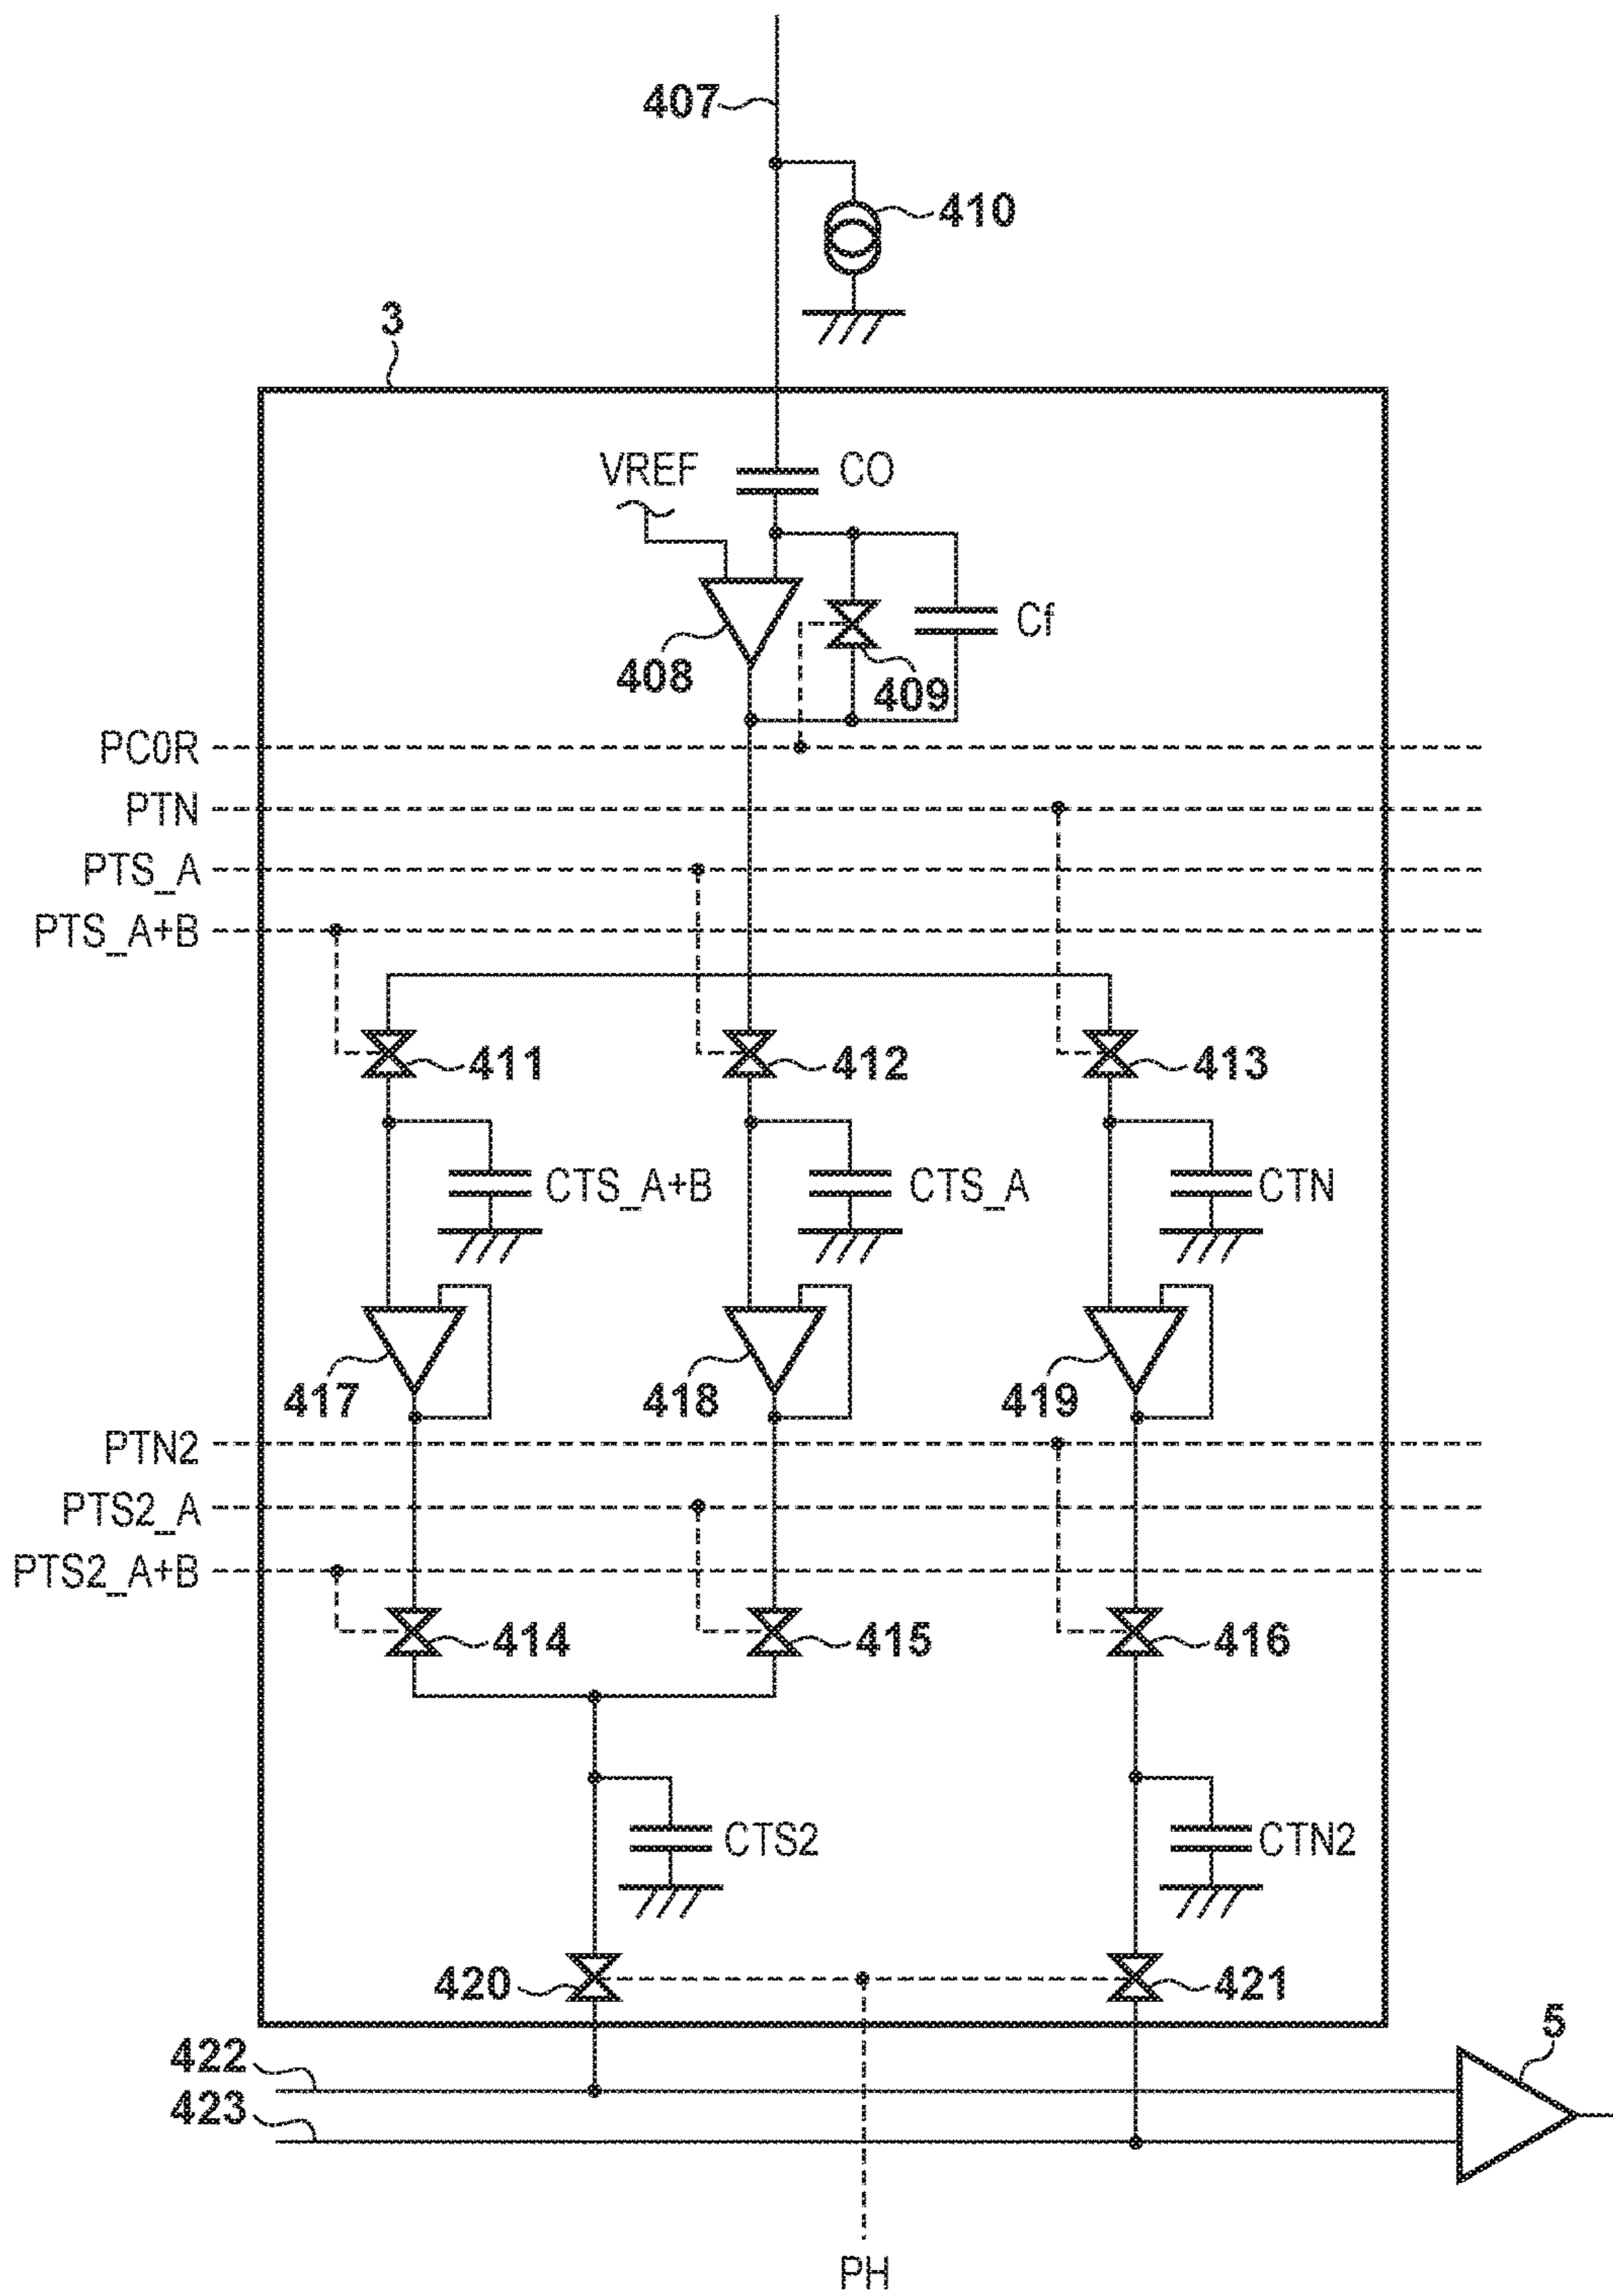 407
410
3
VREF
CO
Cf
408
409
PC0R
PTN
PTS_A
PTS_A+B
411
412
413
CTS_A+B
CTS_A
CTN
417
418
419
PTN2
PTS2_A
PTS2_A+B
414
415
416
CTS2
CTN2
420
421
422
423
5
PH